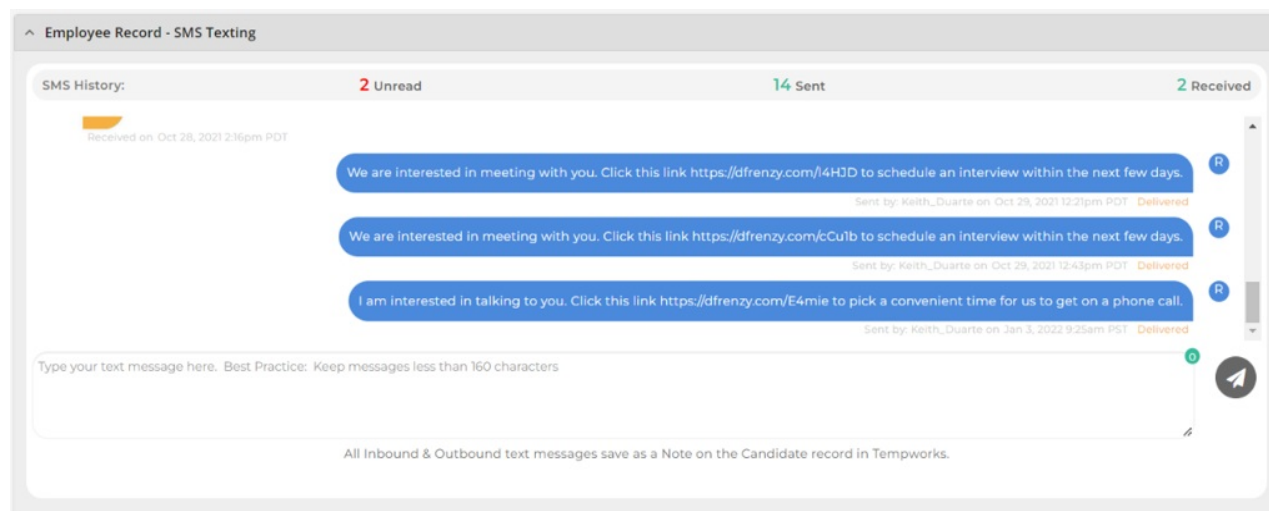 Employee Record - SMS Texting
SMS History: 2 Unread 14 Sent 2 Received
Received on: Oct 28, 2021 2:16pm PDT
We are interested in meeting with you. Click this link https://dfrenzy.com/l4HJD to schedule an interview within the next few days. R
Sent by: Keith_Duarte on Oct 29, 2021 12:21pm PDT Delivered
We are interested in meeting with you. Click this link https://dfrenzy.com/cCu1b to schedule an interview within the next few days. R
Sent by: Keith_Duarte on Oct 29, 2021 12:43pm PDT Delivered
I am interested in talking to you. Click this link https://dfrenzy.com/E4mie to pick a convenient time for us to get on a phone call. R
Sent by: Keith_Duarte on Jan 3, 2022 9:25am PST Delivered
Type your text message here. Best Practice: Keep messages less than 160 characters 0
All Inbound & Outbound text messages save as a Note on the Candidate record in Tempworks.